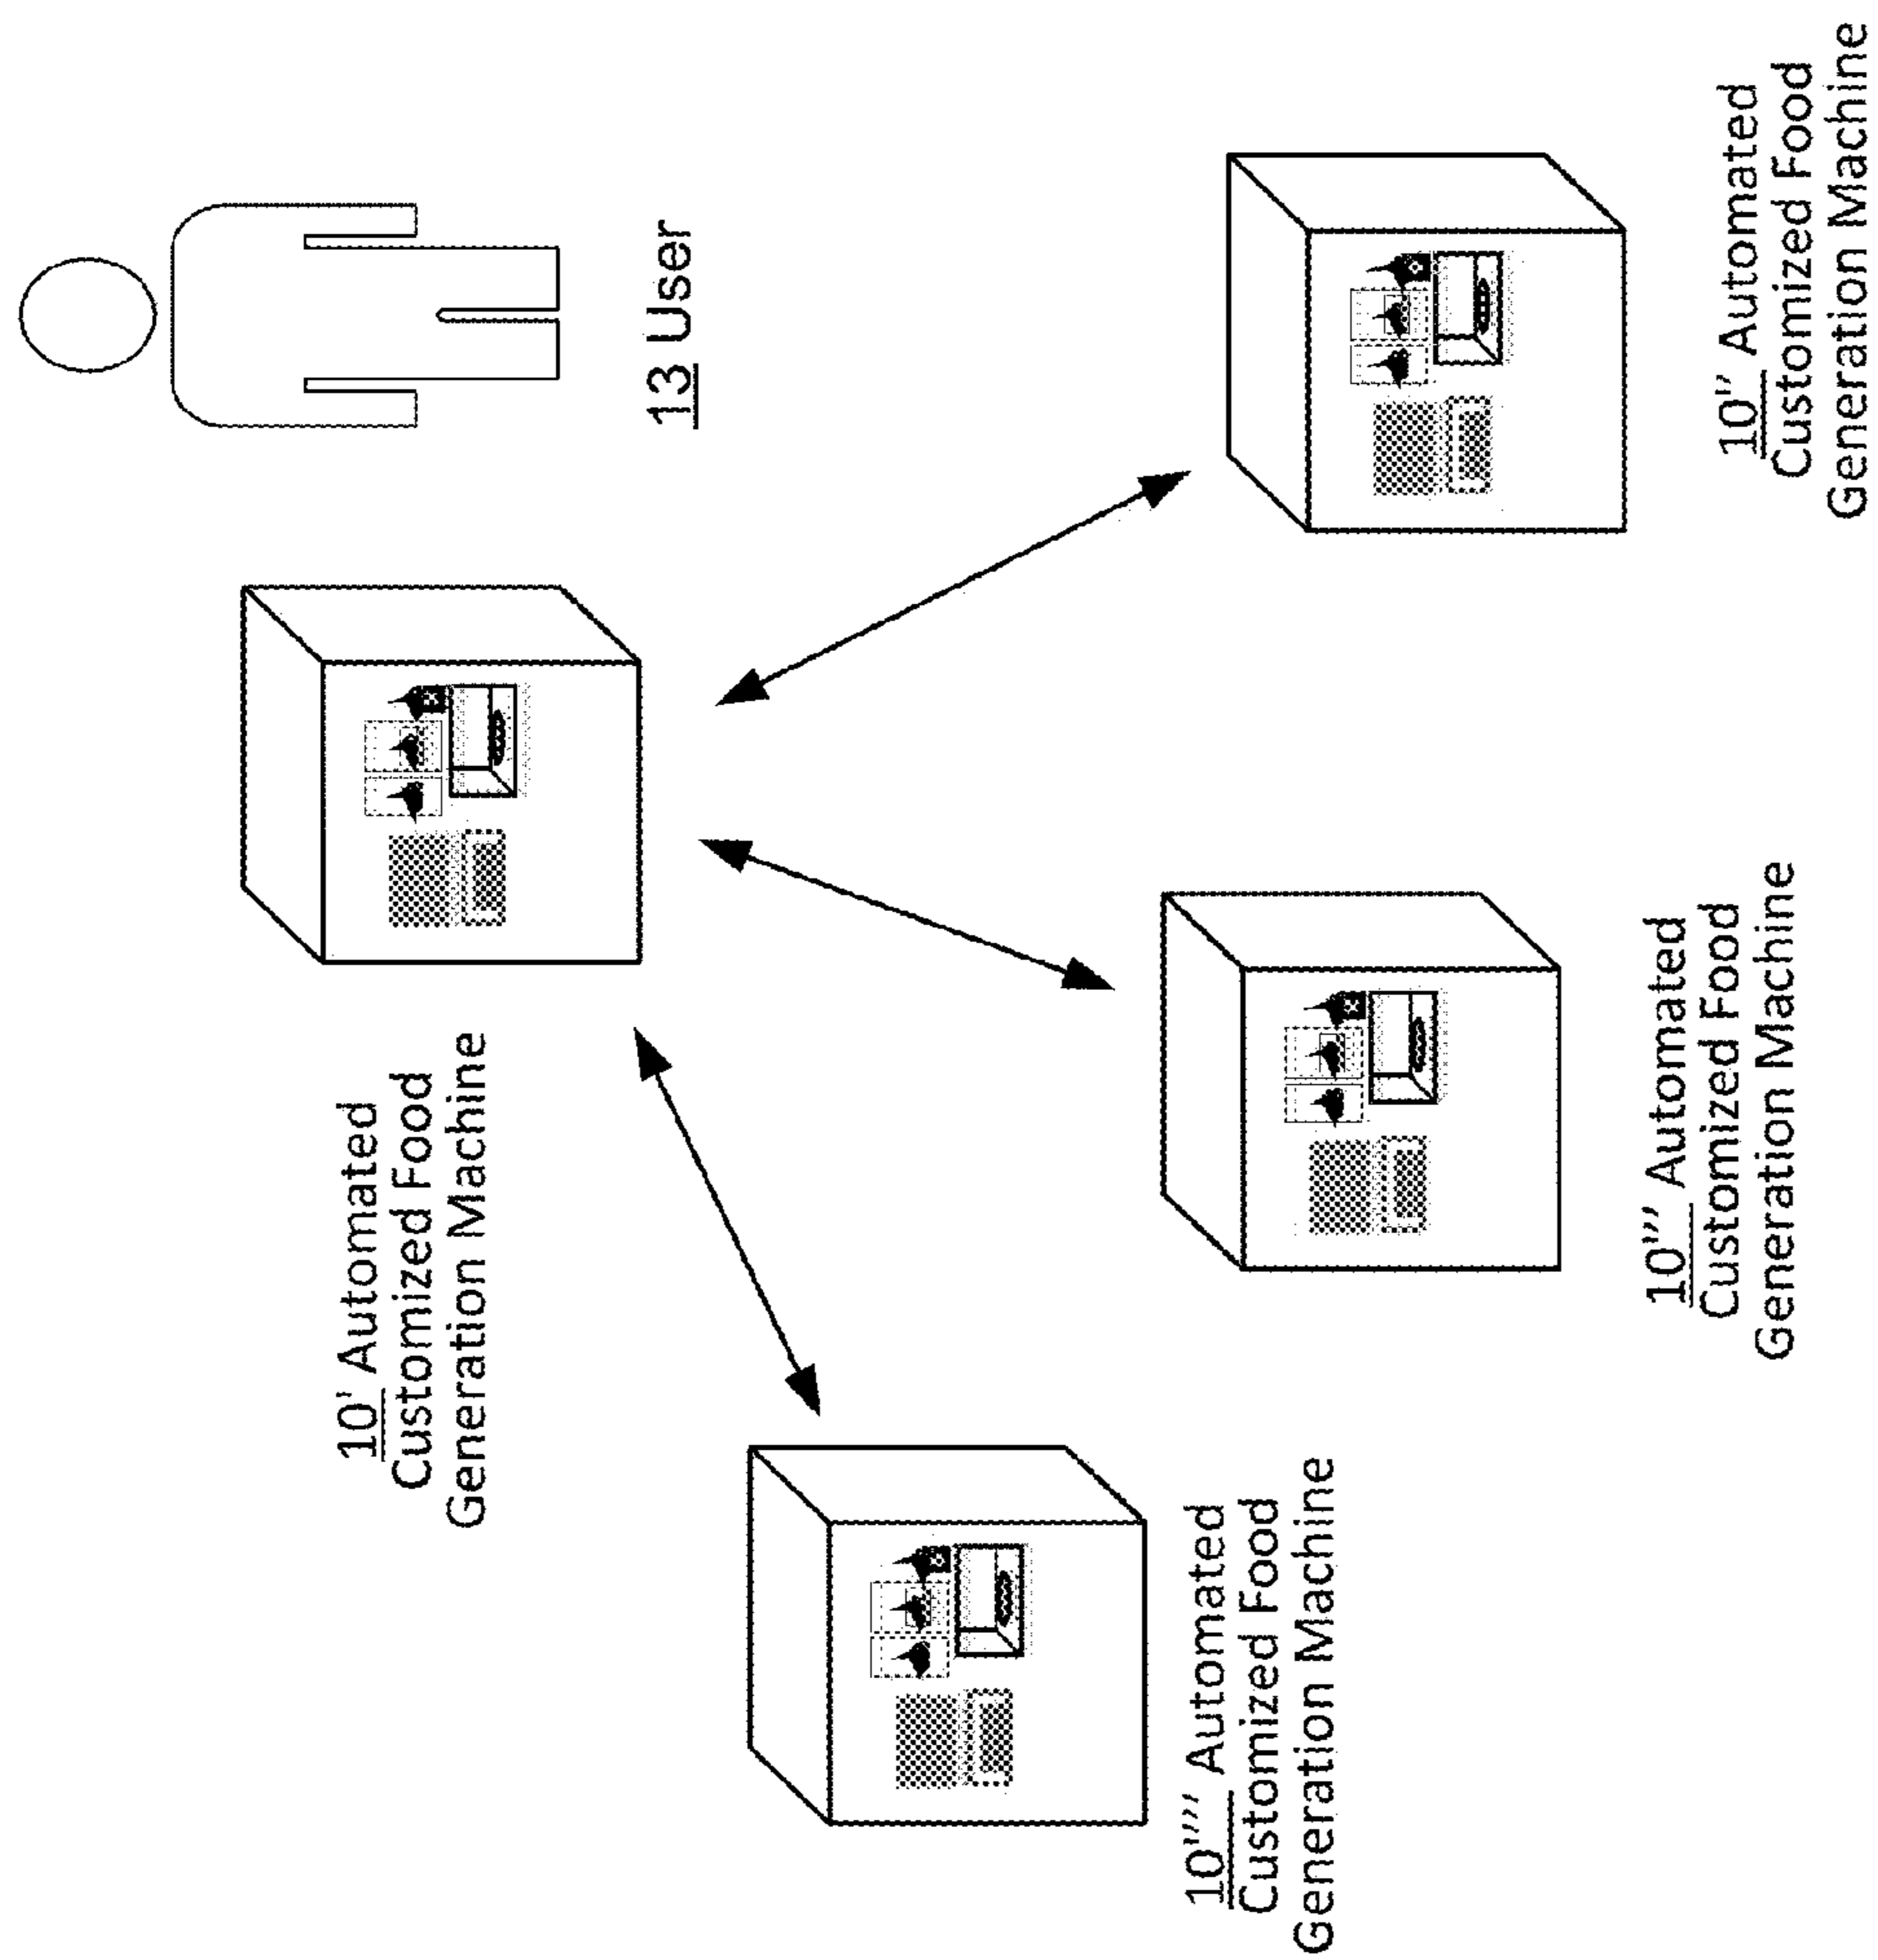 10' Automated
Customized Food
Generation Machine
13 User
10'''' Automated
Customized Food
Generation Machine
10''' Automated
Customized Food
Generation Machine
10'' Automated
Customized Food
Generation Machine